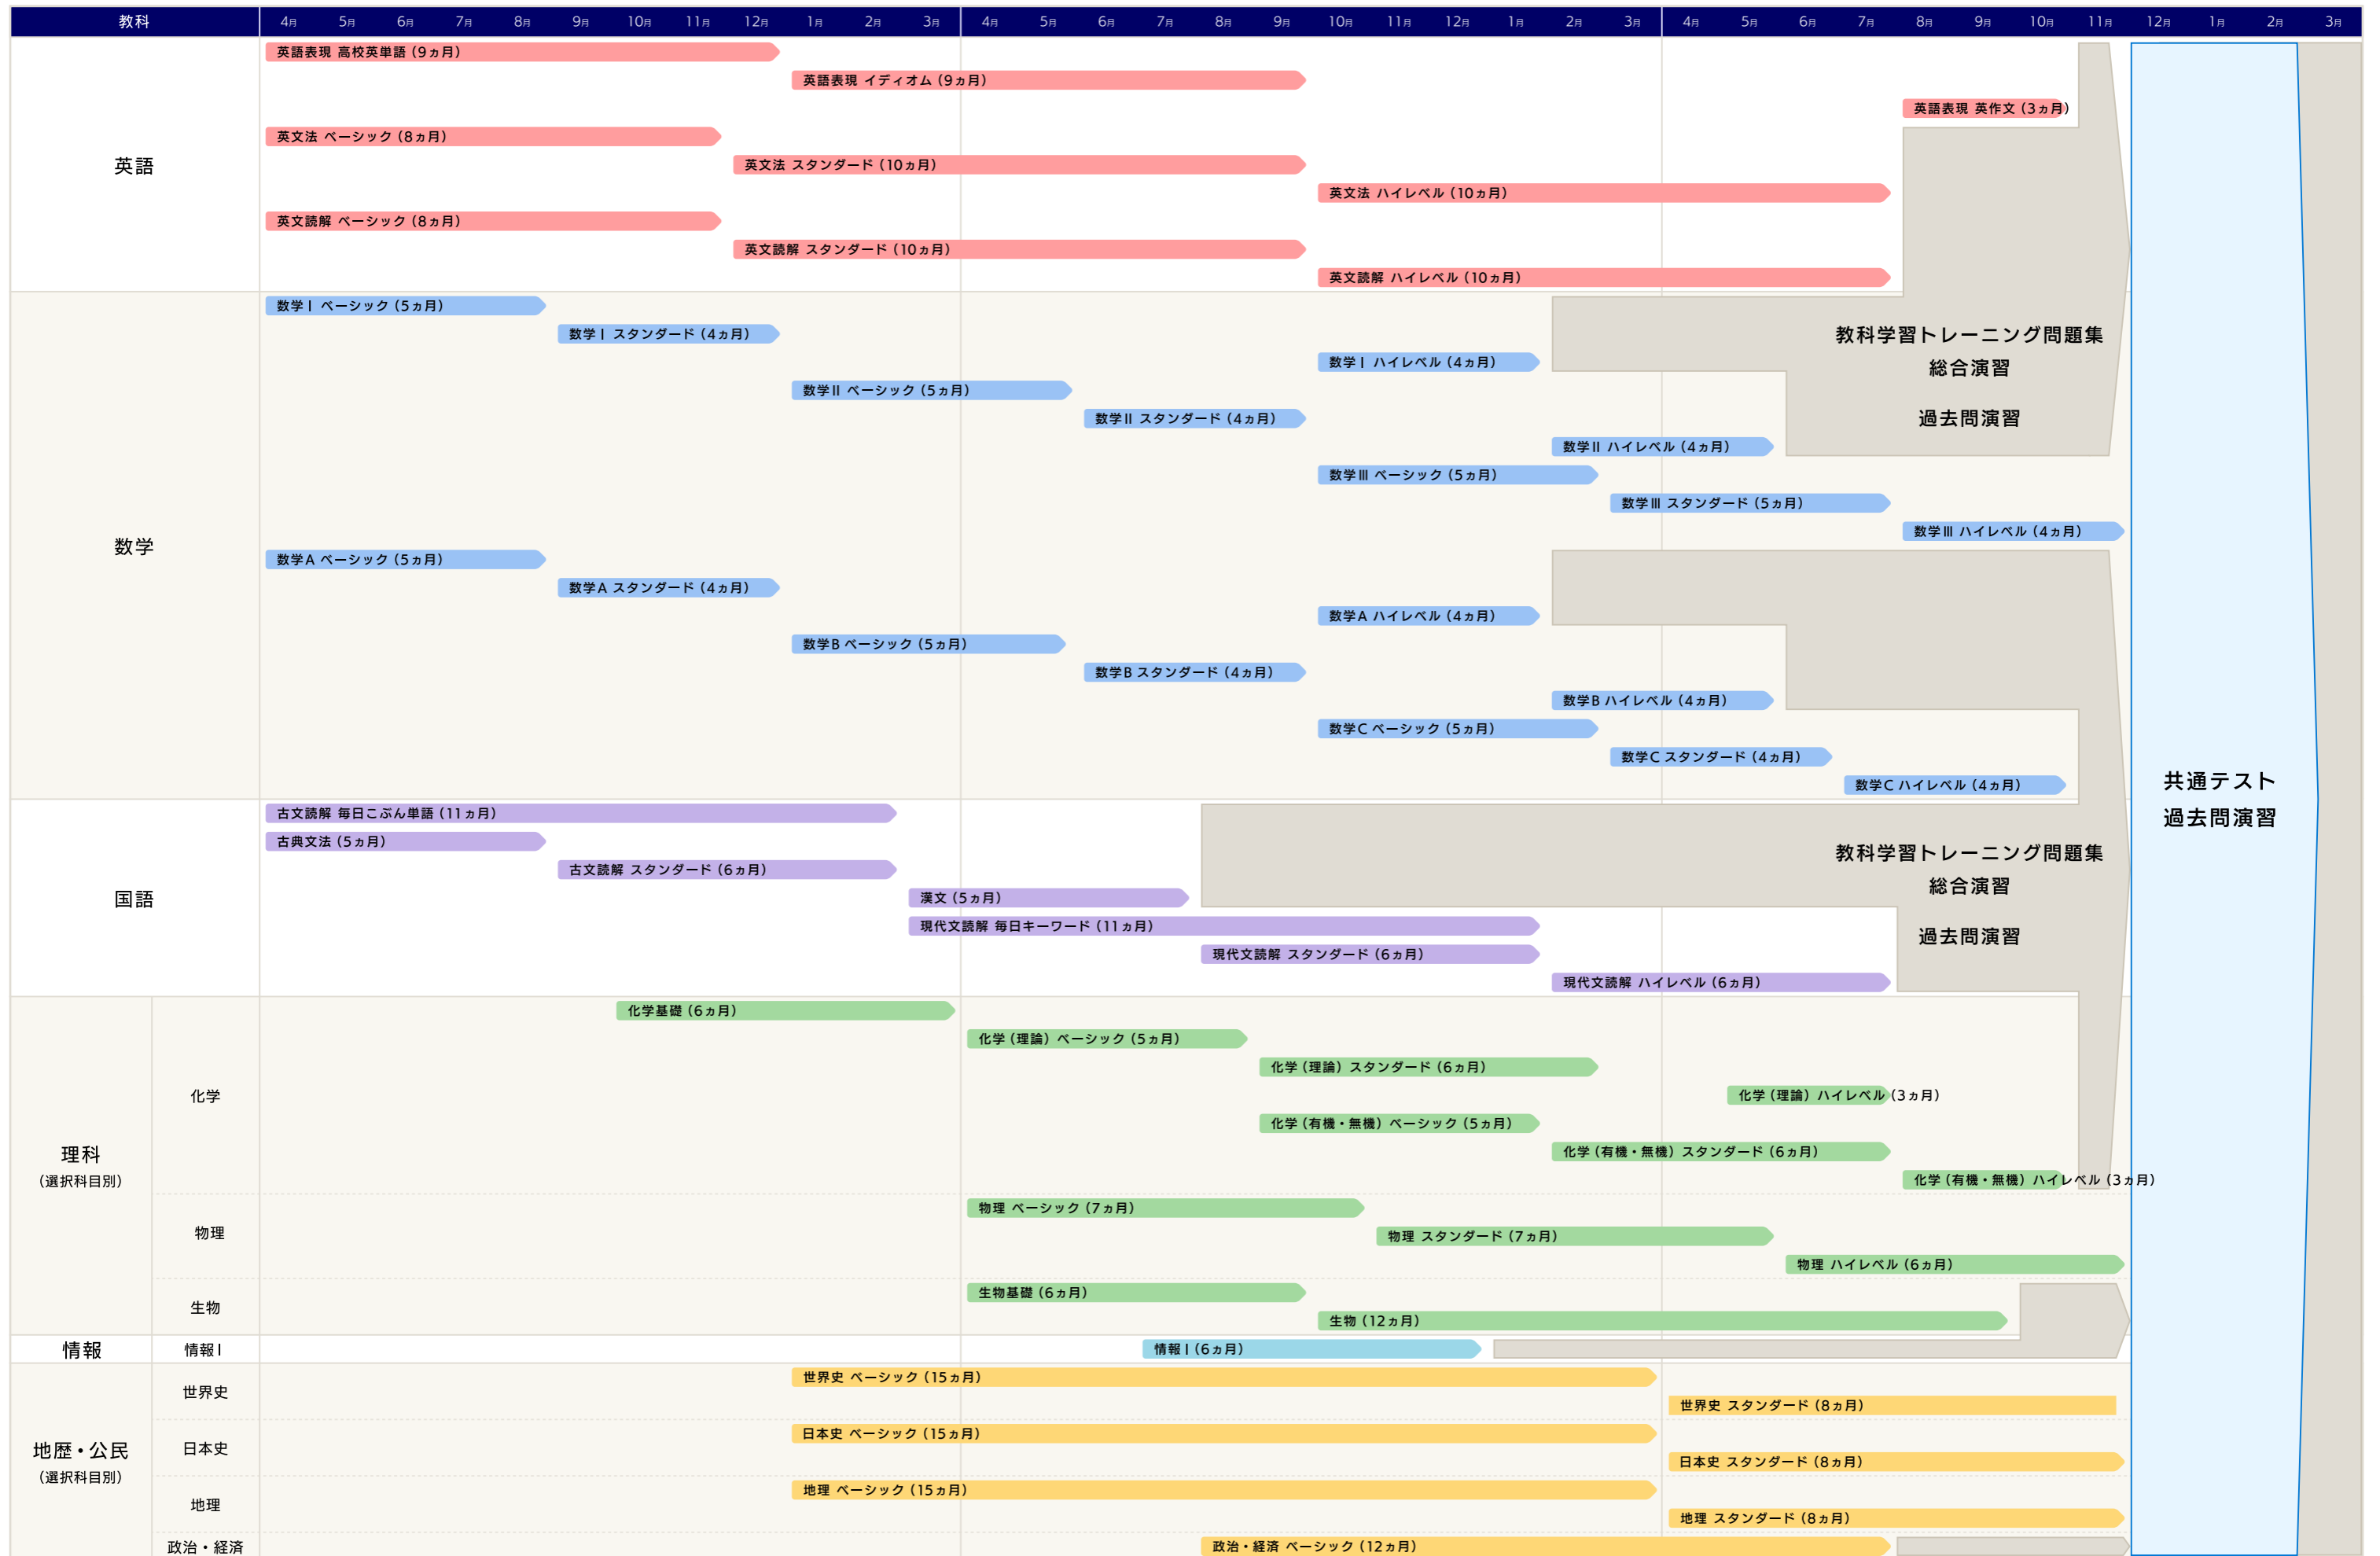 教科 4月 5月 6月 7月 8月 9月 10月 11月 12月 1月 2月 3月 4月 5月 6月 7月 8月 9月 10月 11月 12月 1月 2月 3月 4月 5月 6月 7月 8月 9月 10月 11月 12月 1月 2月 3月
英語
英語表現 高校英単語（9ヵ月）
英語表現 イディオム（9ヵ月）
英語表現 英作文（3ヵ月）
英文法 ベーシック（8ヵ月）
英文法 スタンダード（10ヵ月）
英文法 ハイレベル（10ヵ月）
英文読解 ベーシック（8ヵ月）
英文読解 スタンダード（10ヵ月）
英文読解 ハイレベル（10ヵ月）
数学
数学Ⅰ ベーシック（5ヵ月）
数学Ⅰ スタンダード（4ヵ月）
数学Ⅰ ハイレベル（4ヵ月）
数学Ⅱ ベーシック（5ヵ月）
数学Ⅱ スタンダード（4ヵ月）
数学Ⅱ ハイレベル（4ヵ月）
数学Ⅲ ベーシック（5ヵ月）
数学Ⅲ スタンダード（5ヵ月）
数学Ⅲ ハイレベル（4ヵ月）
数学A ベーシック（5ヵ月）
数学A スタンダード（4ヵ月）
数学A ハイレベル（4ヵ月）
数学B ベーシック（5ヵ月）
数学B スタンダード（4ヵ月）
数学B ハイレベル（4ヵ月）
数学C ベーシック（5ヵ月）
数学C スタンダード（4ヵ月）
数学C ハイレベル（4ヵ月）
教科学習トレーニング問題集
総合演習
過去問演習
国語
古文読解 毎日こぶん単語（11ヵ月）
古典文法（5ヵ月）
古文読解 スタンダード（6ヵ月）
漢文（5ヵ月）
現代文読解 毎日キーワード（11ヵ月）
現代文読解 スタンダード（6ヵ月）
現代文読解 ハイレベル（6ヵ月）
教科学習トレーニング問題集
総合演習
過去問演習
共通テスト
過去問演習
理科
（選択科目別）
化学
化学基礎（6ヵ月）
化学（理論）ベーシック（5ヵ月）
化学（理論）スタンダード（6ヵ月）
化学（理論）ハイレベル（3ヵ月）
化学（有機・無機）ベーシック（5ヵ月）
化学（有機・無機）スタンダード（6ヵ月）
化学（有機・無機）ハイレベル（3ヵ月）
物理
物理 ベーシック（7ヵ月）
物理 スタンダード（7ヵ月）
物理 ハイレベル（6ヵ月）
生物
生物基礎（6ヵ月）
生物（12ヵ月）
情報
情報Ⅰ
情報Ⅰ（6ヵ月）
地歴・公民
（選択科目別）
世界史
世界史 ベーシック（15ヵ月）
世界史 スタンダード（8ヵ月）
日本史
日本史 ベーシック（15ヵ月）
日本史 スタンダード（8ヵ月）
地理
地理 ベーシック（15ヵ月）
地理 スタンダード（8ヵ月）
政治・経済
政治・経済 ベーシック（12ヵ月）